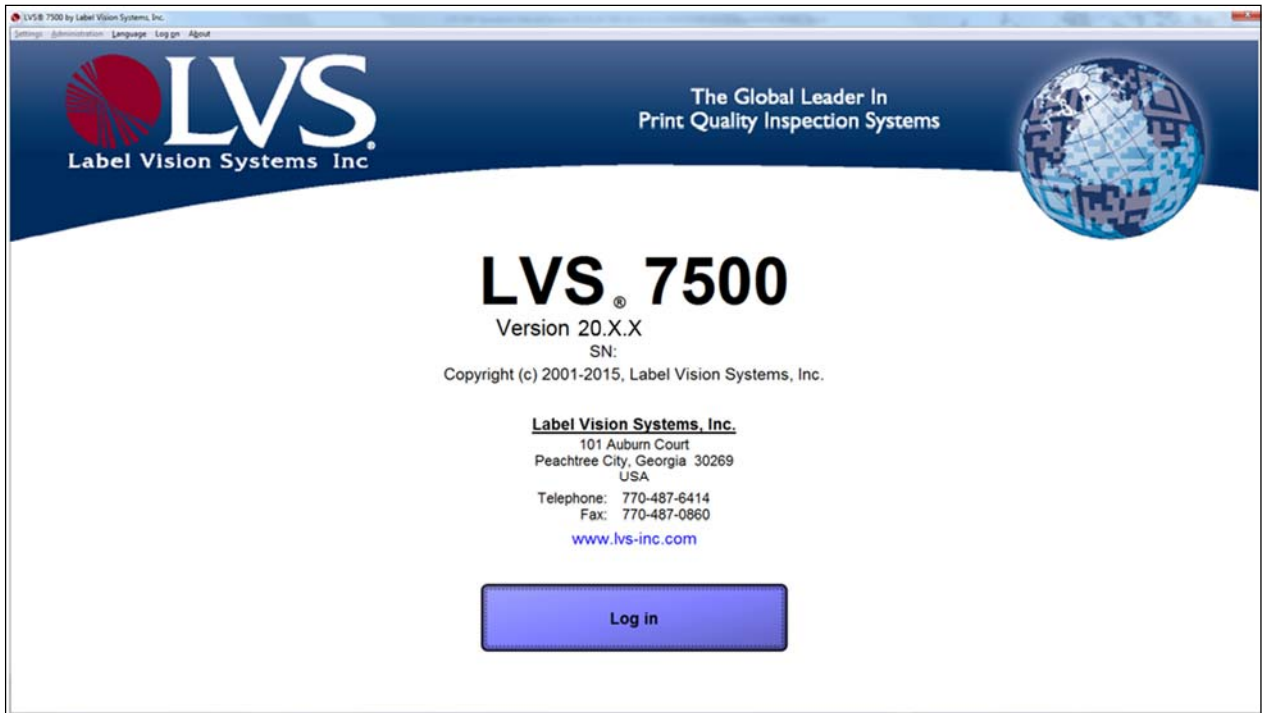 LVS® 7500 by Label Vision Systems, Inc.
Settings Administration Language Log on About
LVS®
Label Vision Systems Inc
The Global Leader In
Print Quality Inspection Systems
LVS® 7500
Version 20.X.X
SN:
Copyright (c) 2001-2015, Label Vision Systems, Inc.
Label Vision Systems, Inc.
101 Auburn Court
Peachtree City, Georgia 30269
USA
Telephone: 770-487-6414
Fax: 770-487-0860
www.lvs-inc.com
Log in